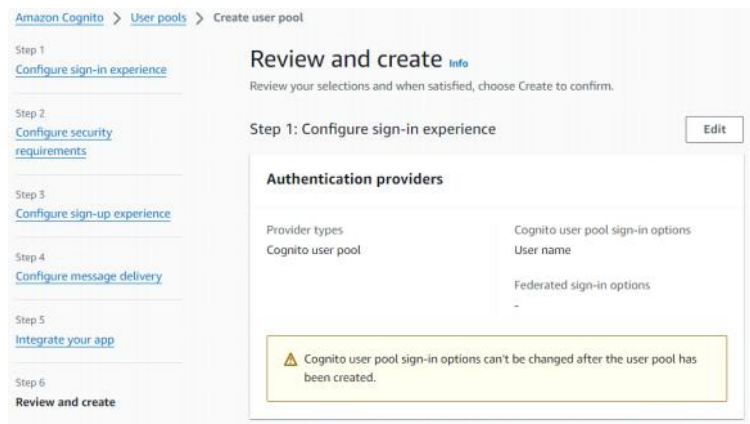 Amazon Cognito > User pools > Create user pool
Step 1
Configure sign-in experience
Step 2
Configure security
requirements
Step 3
Configure sign-up experience
Step 4
Configure message delivery
Step 5
Integrate your app
Step 6
Review and create
Review and create Info
Review your selections and when satisfied, choose Create to confirm.
Step 1: Configure sign-in experience
Edit
Authentication providers
Provider types
Cognito user pool
Cognito user pool sign-in options
User name
Federated sign-in options
-
Cognito user pool sign-in options can't be changed after the user pool has
been created.